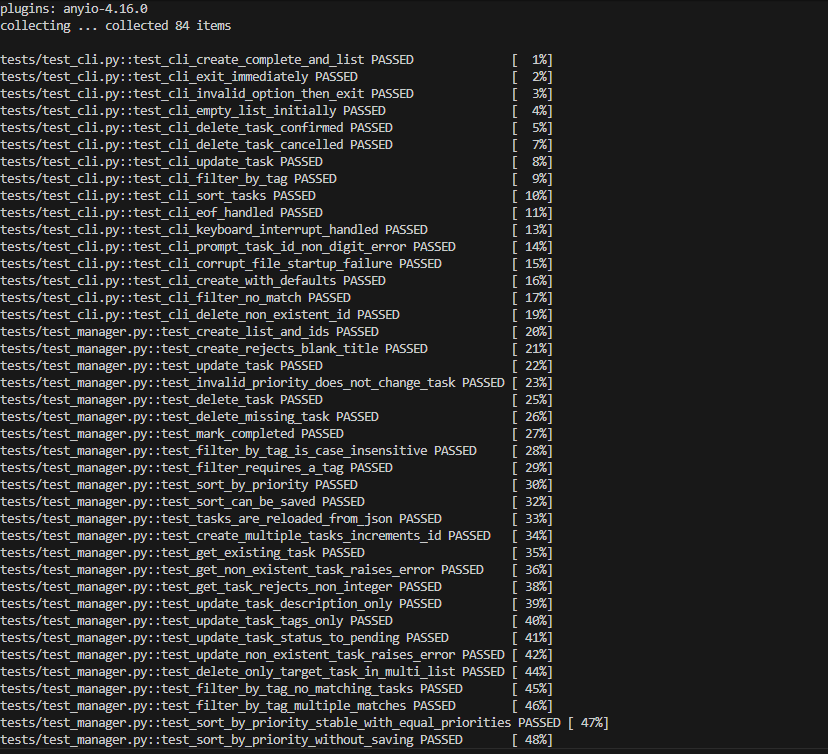 plugins: anyio-4.16.0
collecting ... collected 84 items
tests/test_cli.py::test_cli_create_complete_and_list PASSED [  1%]
tests/test_cli.py::test_cli_exit_immediately PASSED [  2%]
tests/test_cli.py::test_cli_invalid_option_then_exit PASSED [  3%]
tests/test_cli.py::test_cli_empty_list_initially PASSED [  4%]
tests/test_cli.py::test_cli_delete_task_confirmed PASSED [  5%]
tests/test_cli.py::test_cli_delete_task_cancelled PASSED [  7%]
tests/test_cli.py::test_cli_update_task PASSED [  8%]
tests/test_cli.py::test_cli_filter_by_tag PASSED [  9%]
tests/test_cli.py::test_cli_sort_tasks PASSED [ 10%]
tests/test_cli.py::test_cli_eof_handled PASSED [ 11%]
tests/test_cli.py::test_cli_keyboard_interrupt_handled PASSED [ 13%]
tests/test_cli.py::test_cli_prompt_task_id_non_digit_error PASSED [ 14%]
tests/test_cli.py::test_cli_corrupt_file_startup_failure PASSED [ 15%]
tests/test_cli.py::test_cli_create_with_defaults PASSED [ 16%]
tests/test_cli.py::test_cli_filter_no_match PASSED [ 17%]
tests/test_cli.py::test_cli_delete_non_existent_id PASSED [ 19%]
tests/test_manager.py::test_create_list_and_ids PASSED [ 20%]
tests/test_manager.py::test_create_rejects_blank_title PASSED [ 21%]
tests/test_manager.py::test_update_task PASSED [ 22%]
tests/test_manager.py::test_invalid_priority_does_not_change_task PASSED [ 23%]
tests/test_manager.py::test_delete_task PASSED [ 25%]
tests/test_manager.py::test_delete_missing_task PASSED [ 26%]
tests/test_manager.py::test_mark_completed PASSED [ 27%]
tests/test_manager.py::test_filter_by_tag_is_case_insensitive PASSED [ 28%]
tests/test_manager.py::test_filter_requires_a_tag PASSED [ 29%]
tests/test_manager.py::test_sort_by_priority PASSED [ 30%]
tests/test_manager.py::test_sort_can_be_saved PASSED [ 32%]
tests/test_manager.py::test_tasks_are_reloaded_from_json PASSED [ 33%]
tests/test_manager.py::test_create_multiple_tasks_increments_id PASSED [ 34%]
tests/test_manager.py::test_get_existing_task PASSED [ 35%]
tests/test_manager.py::test_get_non_existent_task_raises_error PASSED [ 36%]
tests/test_manager.py::test_get_task_rejects_non_integer PASSED [ 38%]
tests/test_manager.py::test_update_task_description_only PASSED [ 39%]
tests/test_manager.py::test_update_task_tags_only PASSED [ 40%]
tests/test_manager.py::test_update_task_status_to_pending PASSED [ 41%]
tests/test_manager.py::test_update_non_existent_task_raises_error PASSED [ 42%]
tests/test_manager.py::test_delete_only_target_task_in_multi_list PASSED [ 44%]
tests/test_manager.py::test_filter_by_tag_no_matching_tasks PASSED [ 45%]
tests/test_manager.py::test_filter_by_tag_multiple_matches PASSED [ 46%]
tests/test_manager.py::test_sort_by_priority_stable_with_equal_priorities PASSED [ 47%]
tests/test_manager.py::test_sort_by_priority_without_saving PASSED [ 48%]